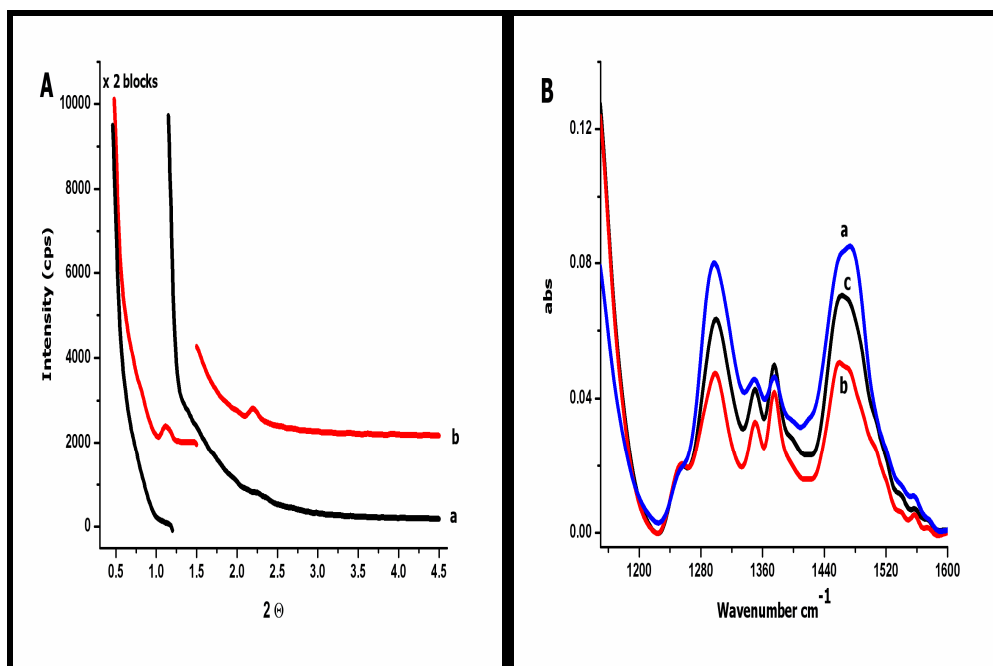 A
x 2 blocks
10000
8000
6000
4000
2000
0
Intensity (cps)
b
a
0.5 1.0 1.5 2.0 2.5 3.0 3.5 4.0 4.5
2 Θ
B
0.12
0.08
0.04
0.00
abs
a
c
b
1200 1280 1360 1440 1520 1600
Wavenumber cm-1